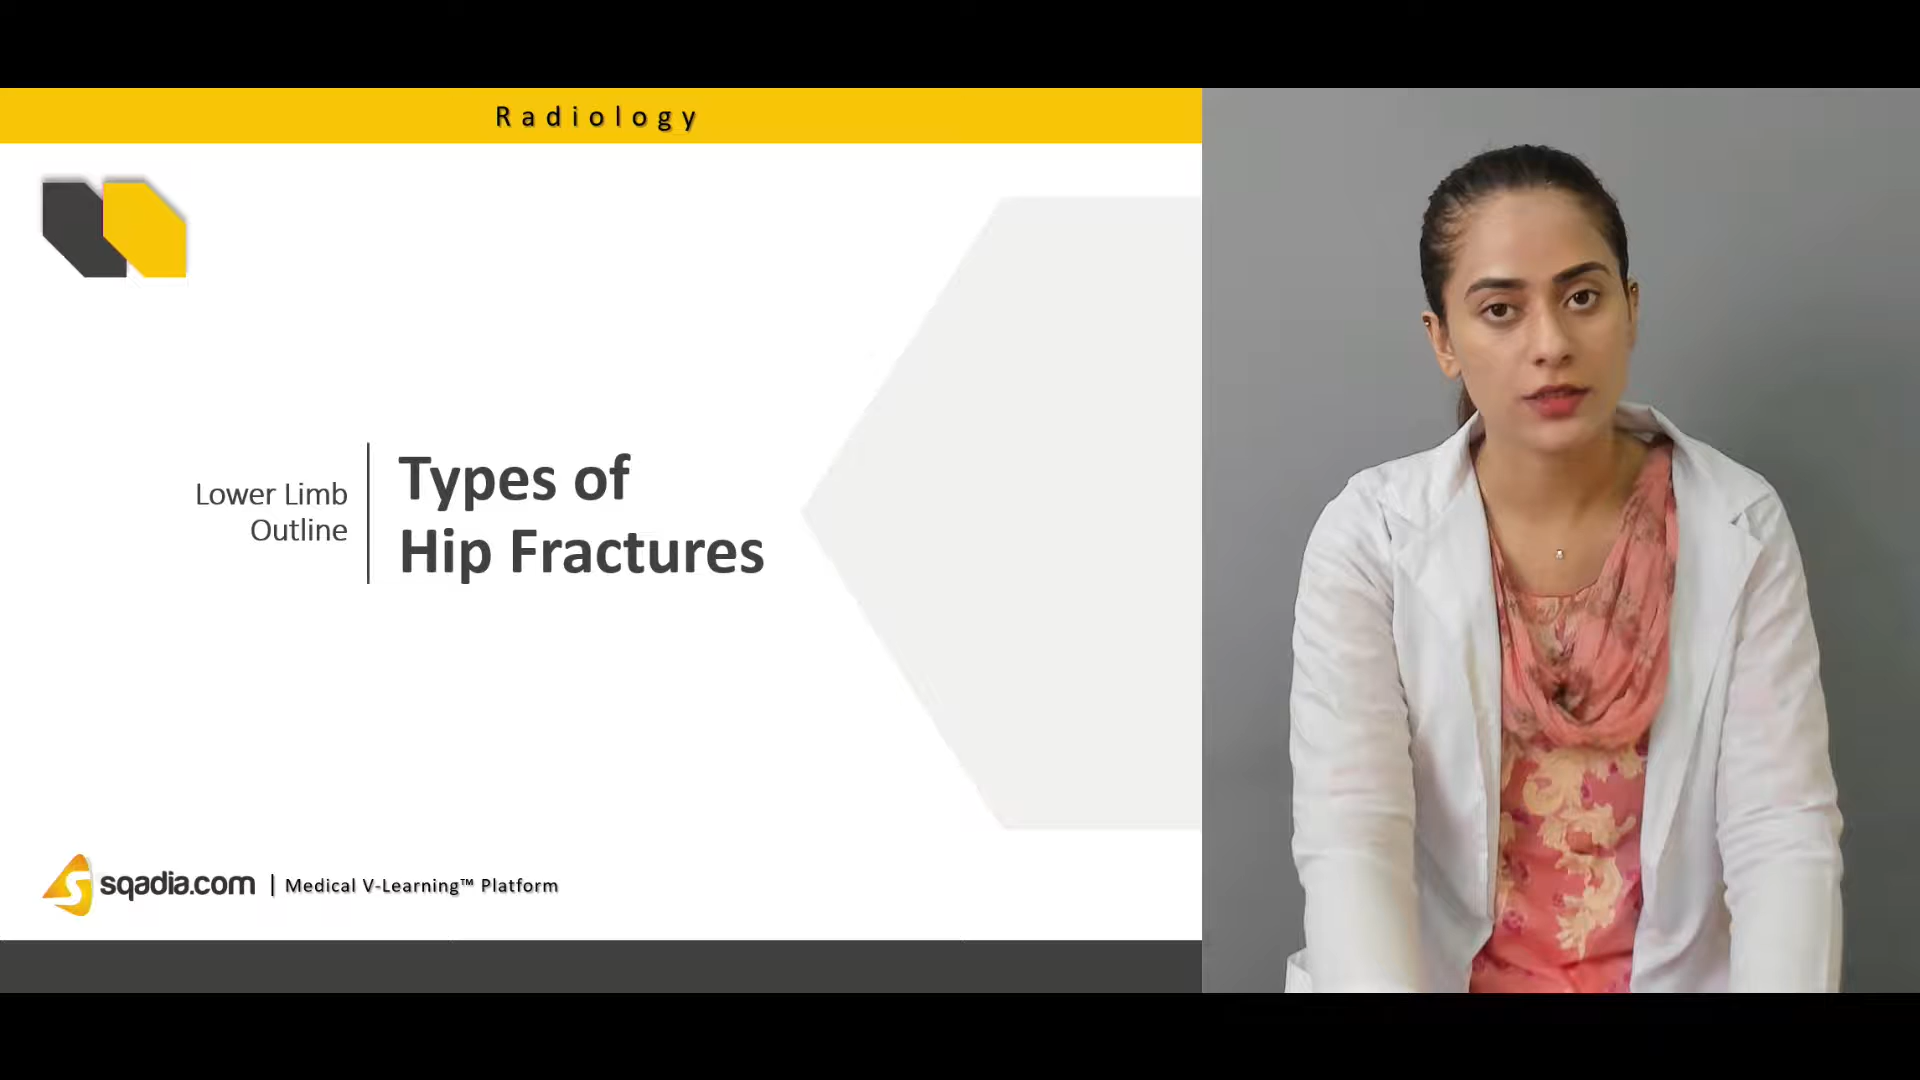 Radiology
Lower Limb
Outline
Types of
Hip Fractures
sqadia.com | Medical V-Learning™ Platform